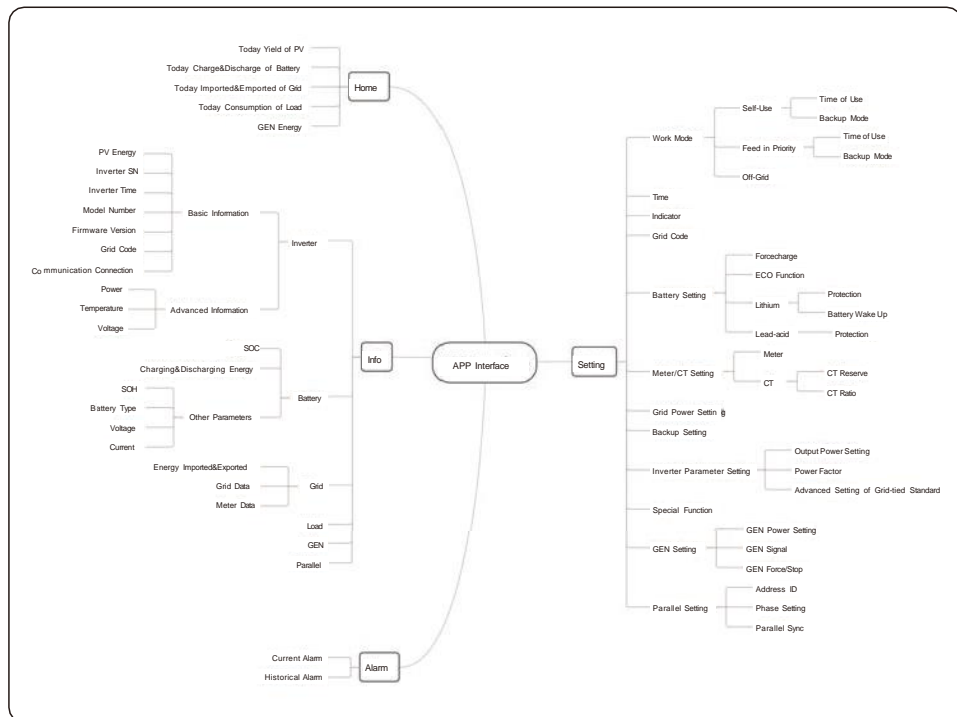 Today Yield of PV
Today Charge&Discharge of Battery
Today Imported&Emported of Grid
Today Consumption of Load
GEN Energy
Home
PV Energy
Inverter SN
Inverter Time
Model Number
Firmware Version
Grid Code
Communication Connection
Basic Information
Power
Temperature
Voltage
Advanced Information
Inverter
SOC
Charging&Discharging Energy
SOH
Battery Type
Voltage
Current
Other Parameters
Battery
Energy Imported&Exported
Grid Data
Meter Data
Grid
Load
GEN
Parallel
Info
Current Alarm
Historical Alarm
Alarm
APP Interface
Setting
Work Mode
Self-Use
Time of Use
Backup Mode
Feed in Priority
Time of Use
Backup Mode
Off-Grid
Time
Indicator
Grid Code
Battery Setting
Forcecharge
ECO Function
Lithium
Protection
Battery Wake Up
Lead-acid
Protection
Meter/CT Setting
Meter
CT
CT Reserve
CT Ratio
Grid Power Setting
Backup Setting
Inverter Parameter Setting
Output Power Setting
Power Factor
Advanced Setting of Grid-tied Standard
Special Function
GEN Setting
GEN Power Setting
GEN Signal
GEN Force/Stop
Parallel Setting
Address ID
Phase Setting
Parallel Sync